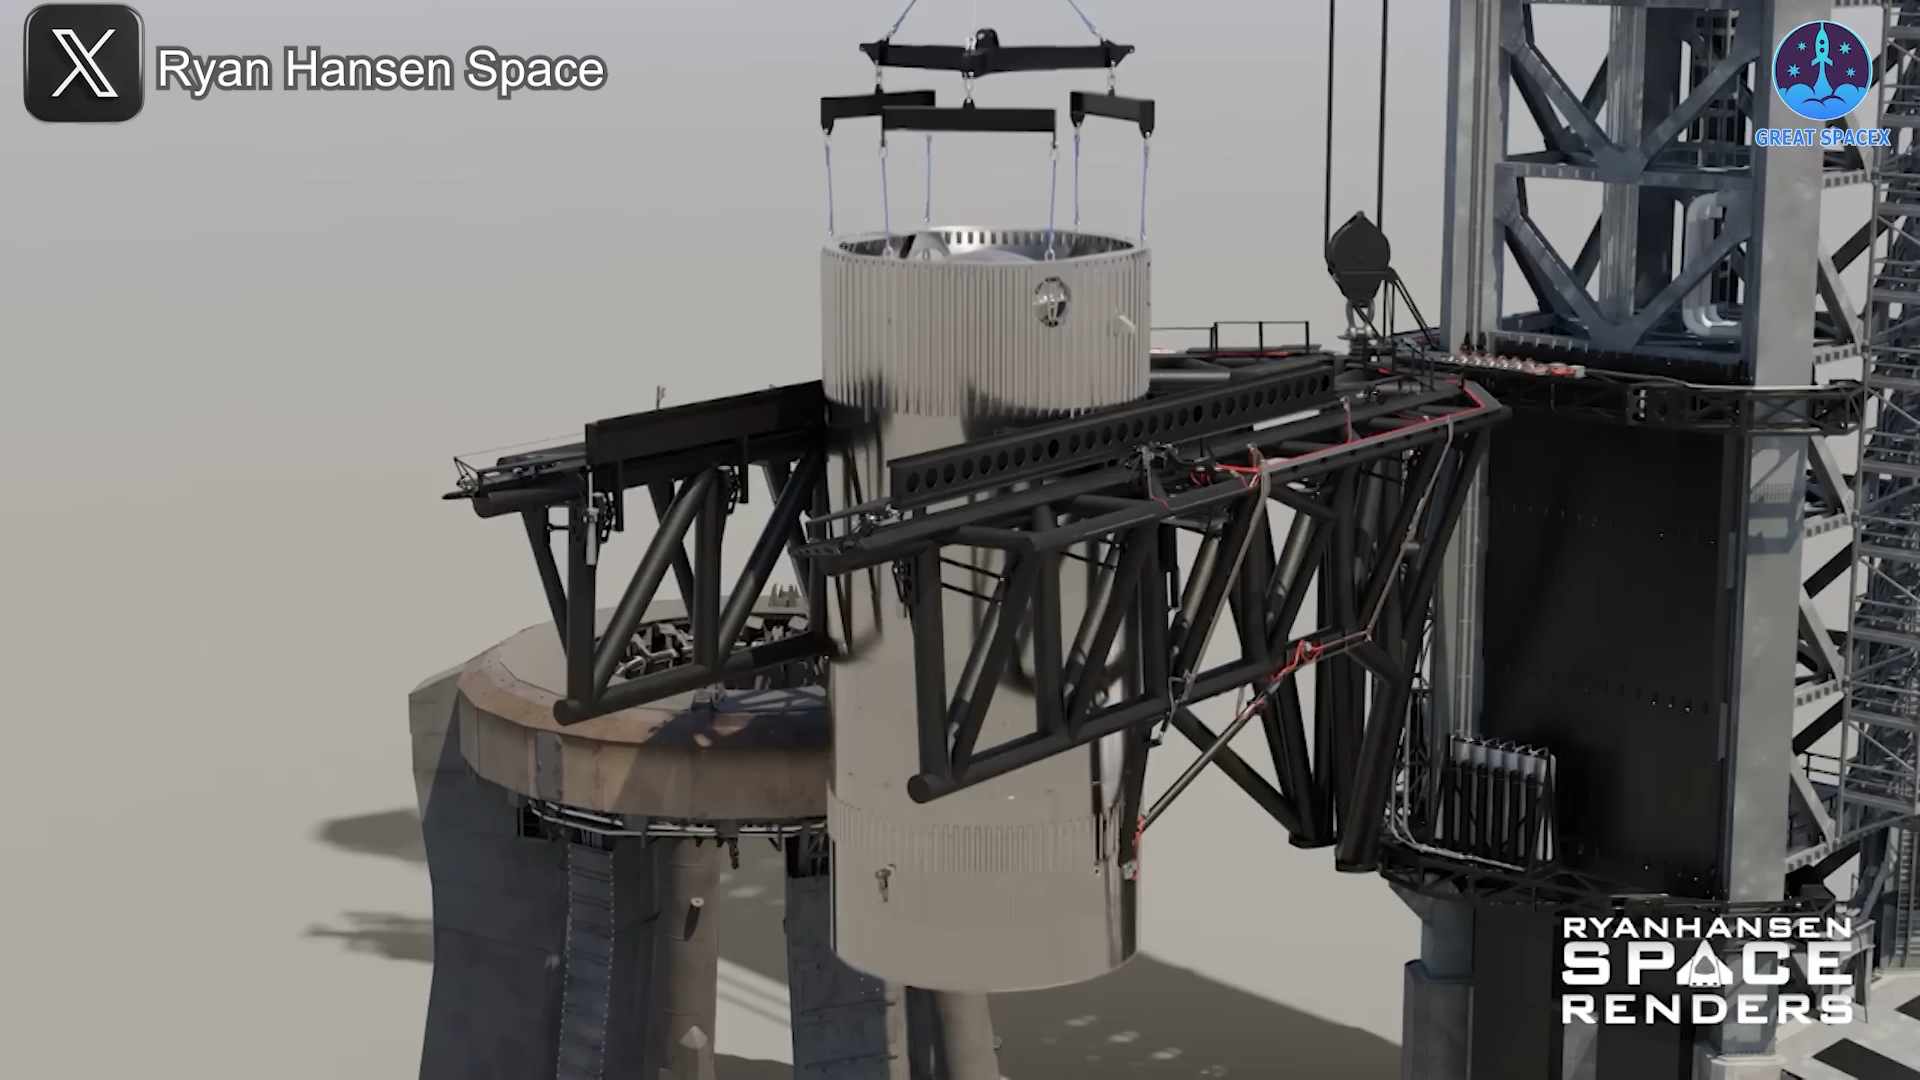 X Ryan Hansen Space
GREAT SPACEX
RYANHANSEN
SPACE
RENDERS